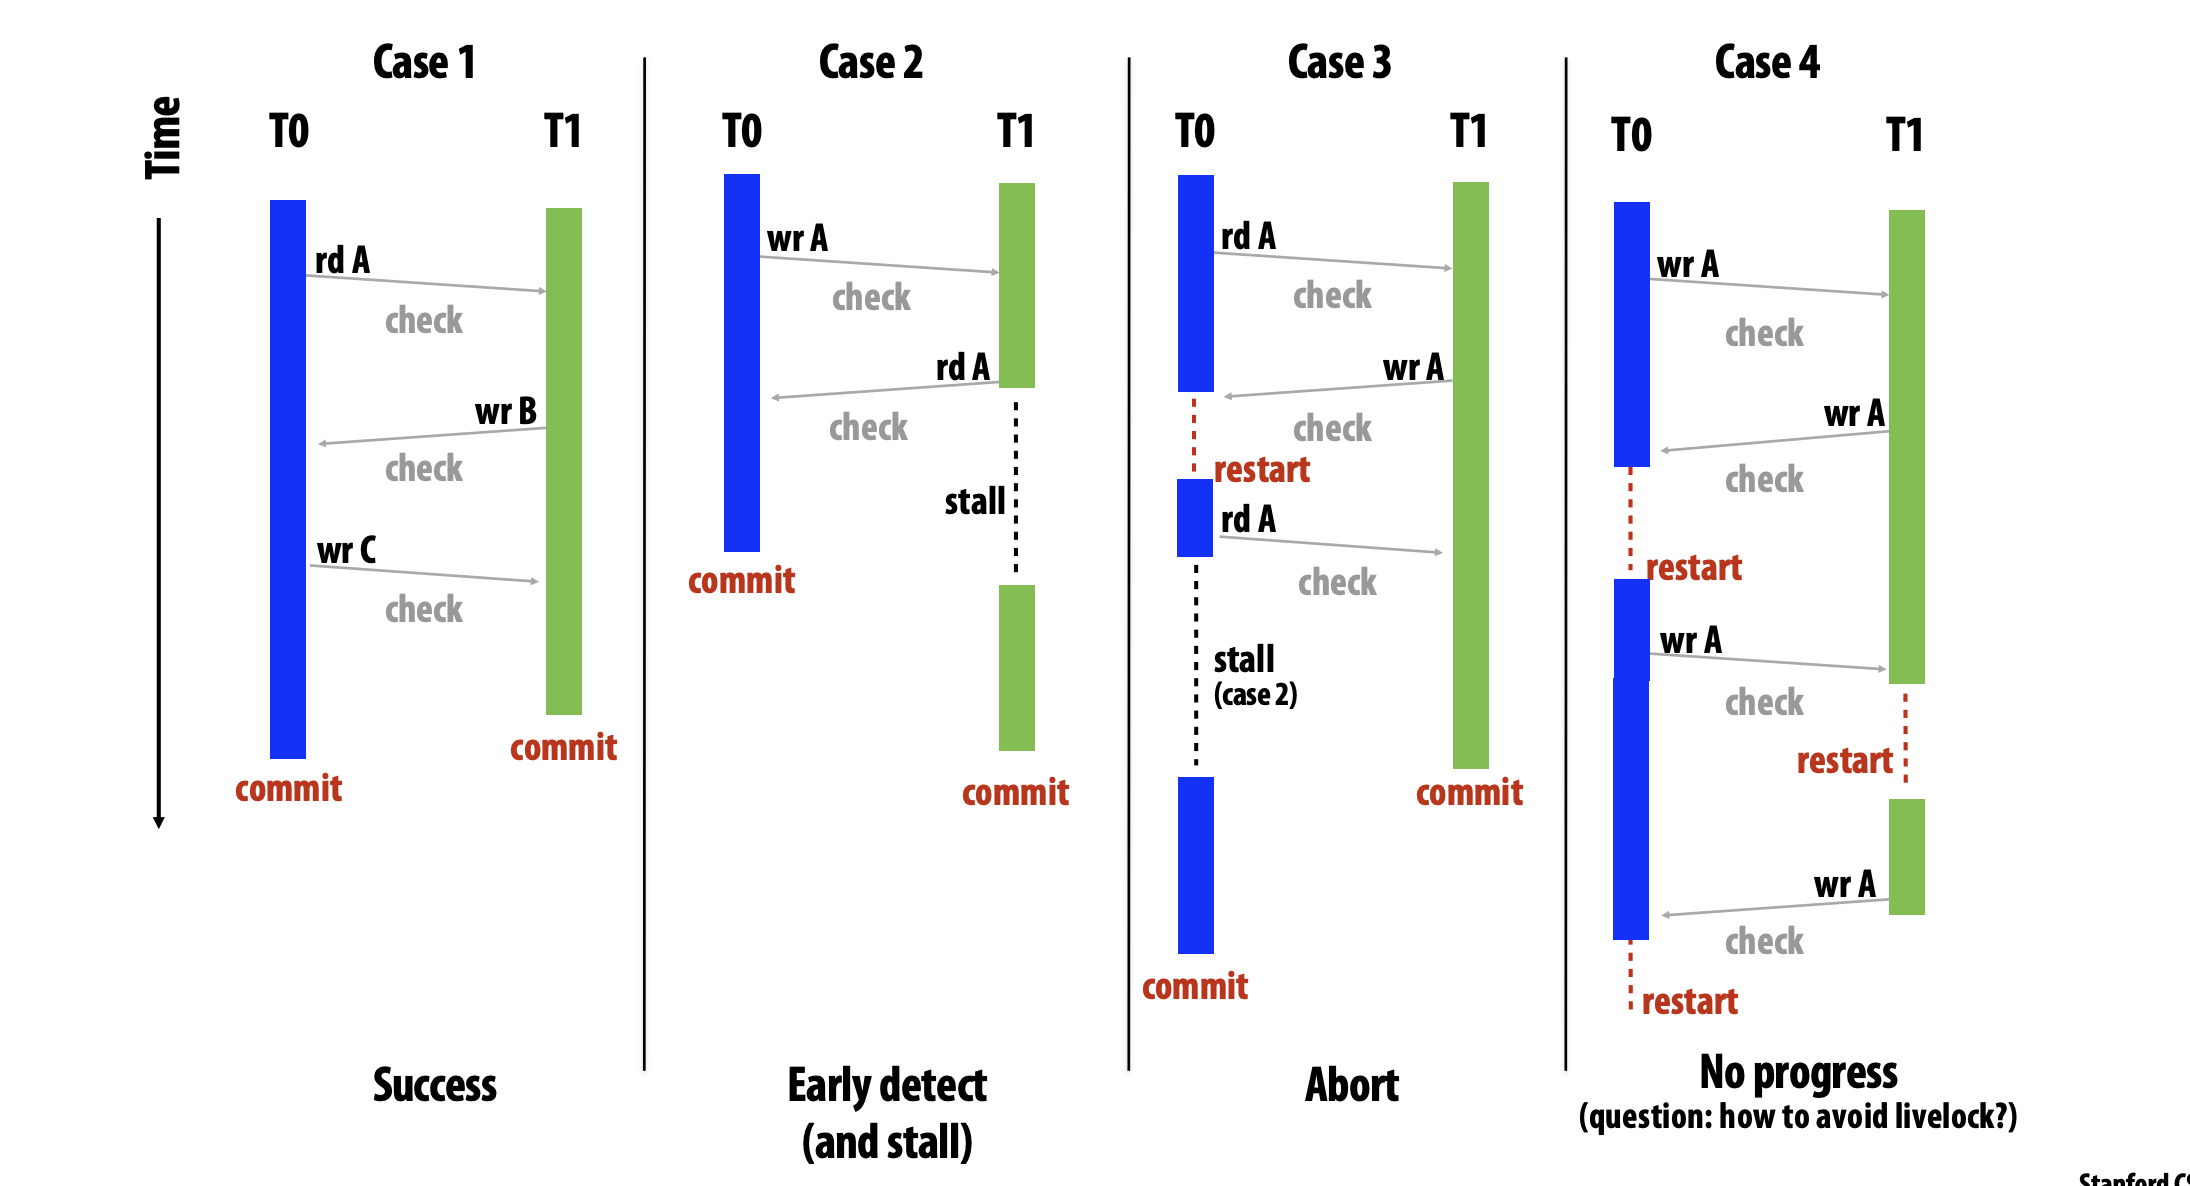 Time
Case 1
T0 T1
rd A
check
wr B
check
wr C
check
commit
commit
Success
Case 2
T0 T1
wr A
check
rd A
check
stall
commit
commit
Early detect
(and stall)
Case 3
T0 T1
rd A
check
wr A
check
restart
rd A
check
stall
(case 2)
commit
commit
Abort
Case 4
T0 T1
wr A
check
wr A
check
restart
wr A
check
restart
wr A
check
restart
No progress
(question: how to avoid livelock?)
Stanford